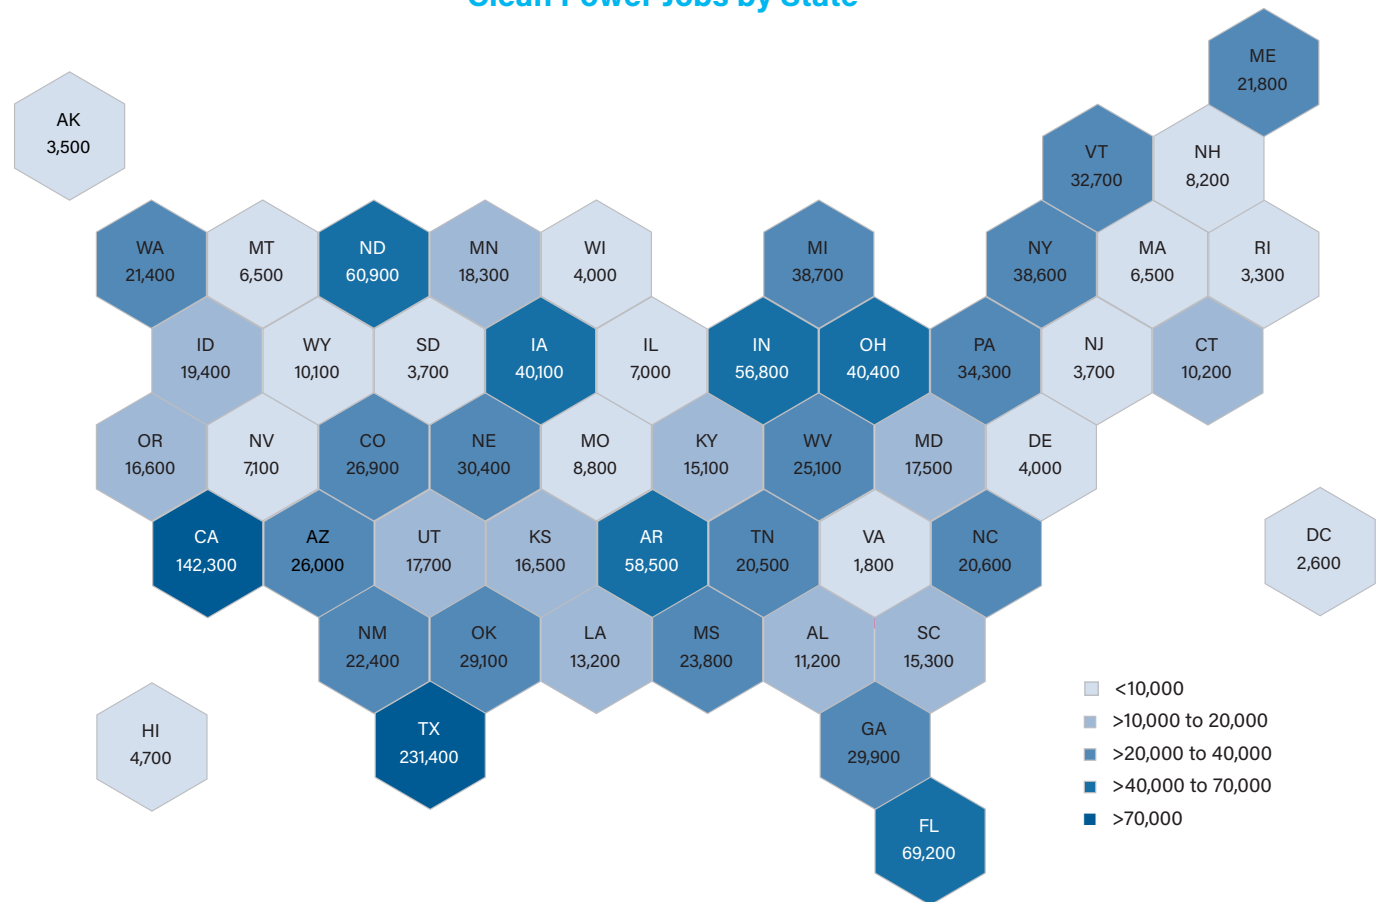 Clean Power Jobs by State
ME
21,800
AK
3,500
VT
32,700
NH
8,200
WA
21,400
MT
6,500
ND
60,900
MN
18,300
WI
4,000
MI
38,700
NY
38,600
MA
6,500
RI
3,300
ID
19,400
WY
10,100
SD
3,700
IA
40,100
IL
7,000
IN
56,800
OH
40,400
PA
34,300
NJ
3,700
CT
10,200
OR
16,600
NV
7,100
CO
26,900
NE
30,400
MO
8,800
KY
15,100
WV
25,100
MD
17,500
DE
4,000
CA
142,300
AZ
26,000
UT
17,700
KS
16,500
AR
58,500
TN
20,500
VA
1,800
NC
20,600
DC
2,600
NM
22,400
OK
29,100
LA
13,200
MS
23,800
AL
11,200
SC
15,300
HI
4,700
TX
231,400
GA
29,900
FL
69,200
<10,000
>10,000 to 20,000
>20,000 to 40,000
>40,000 to 70,000
>70,000